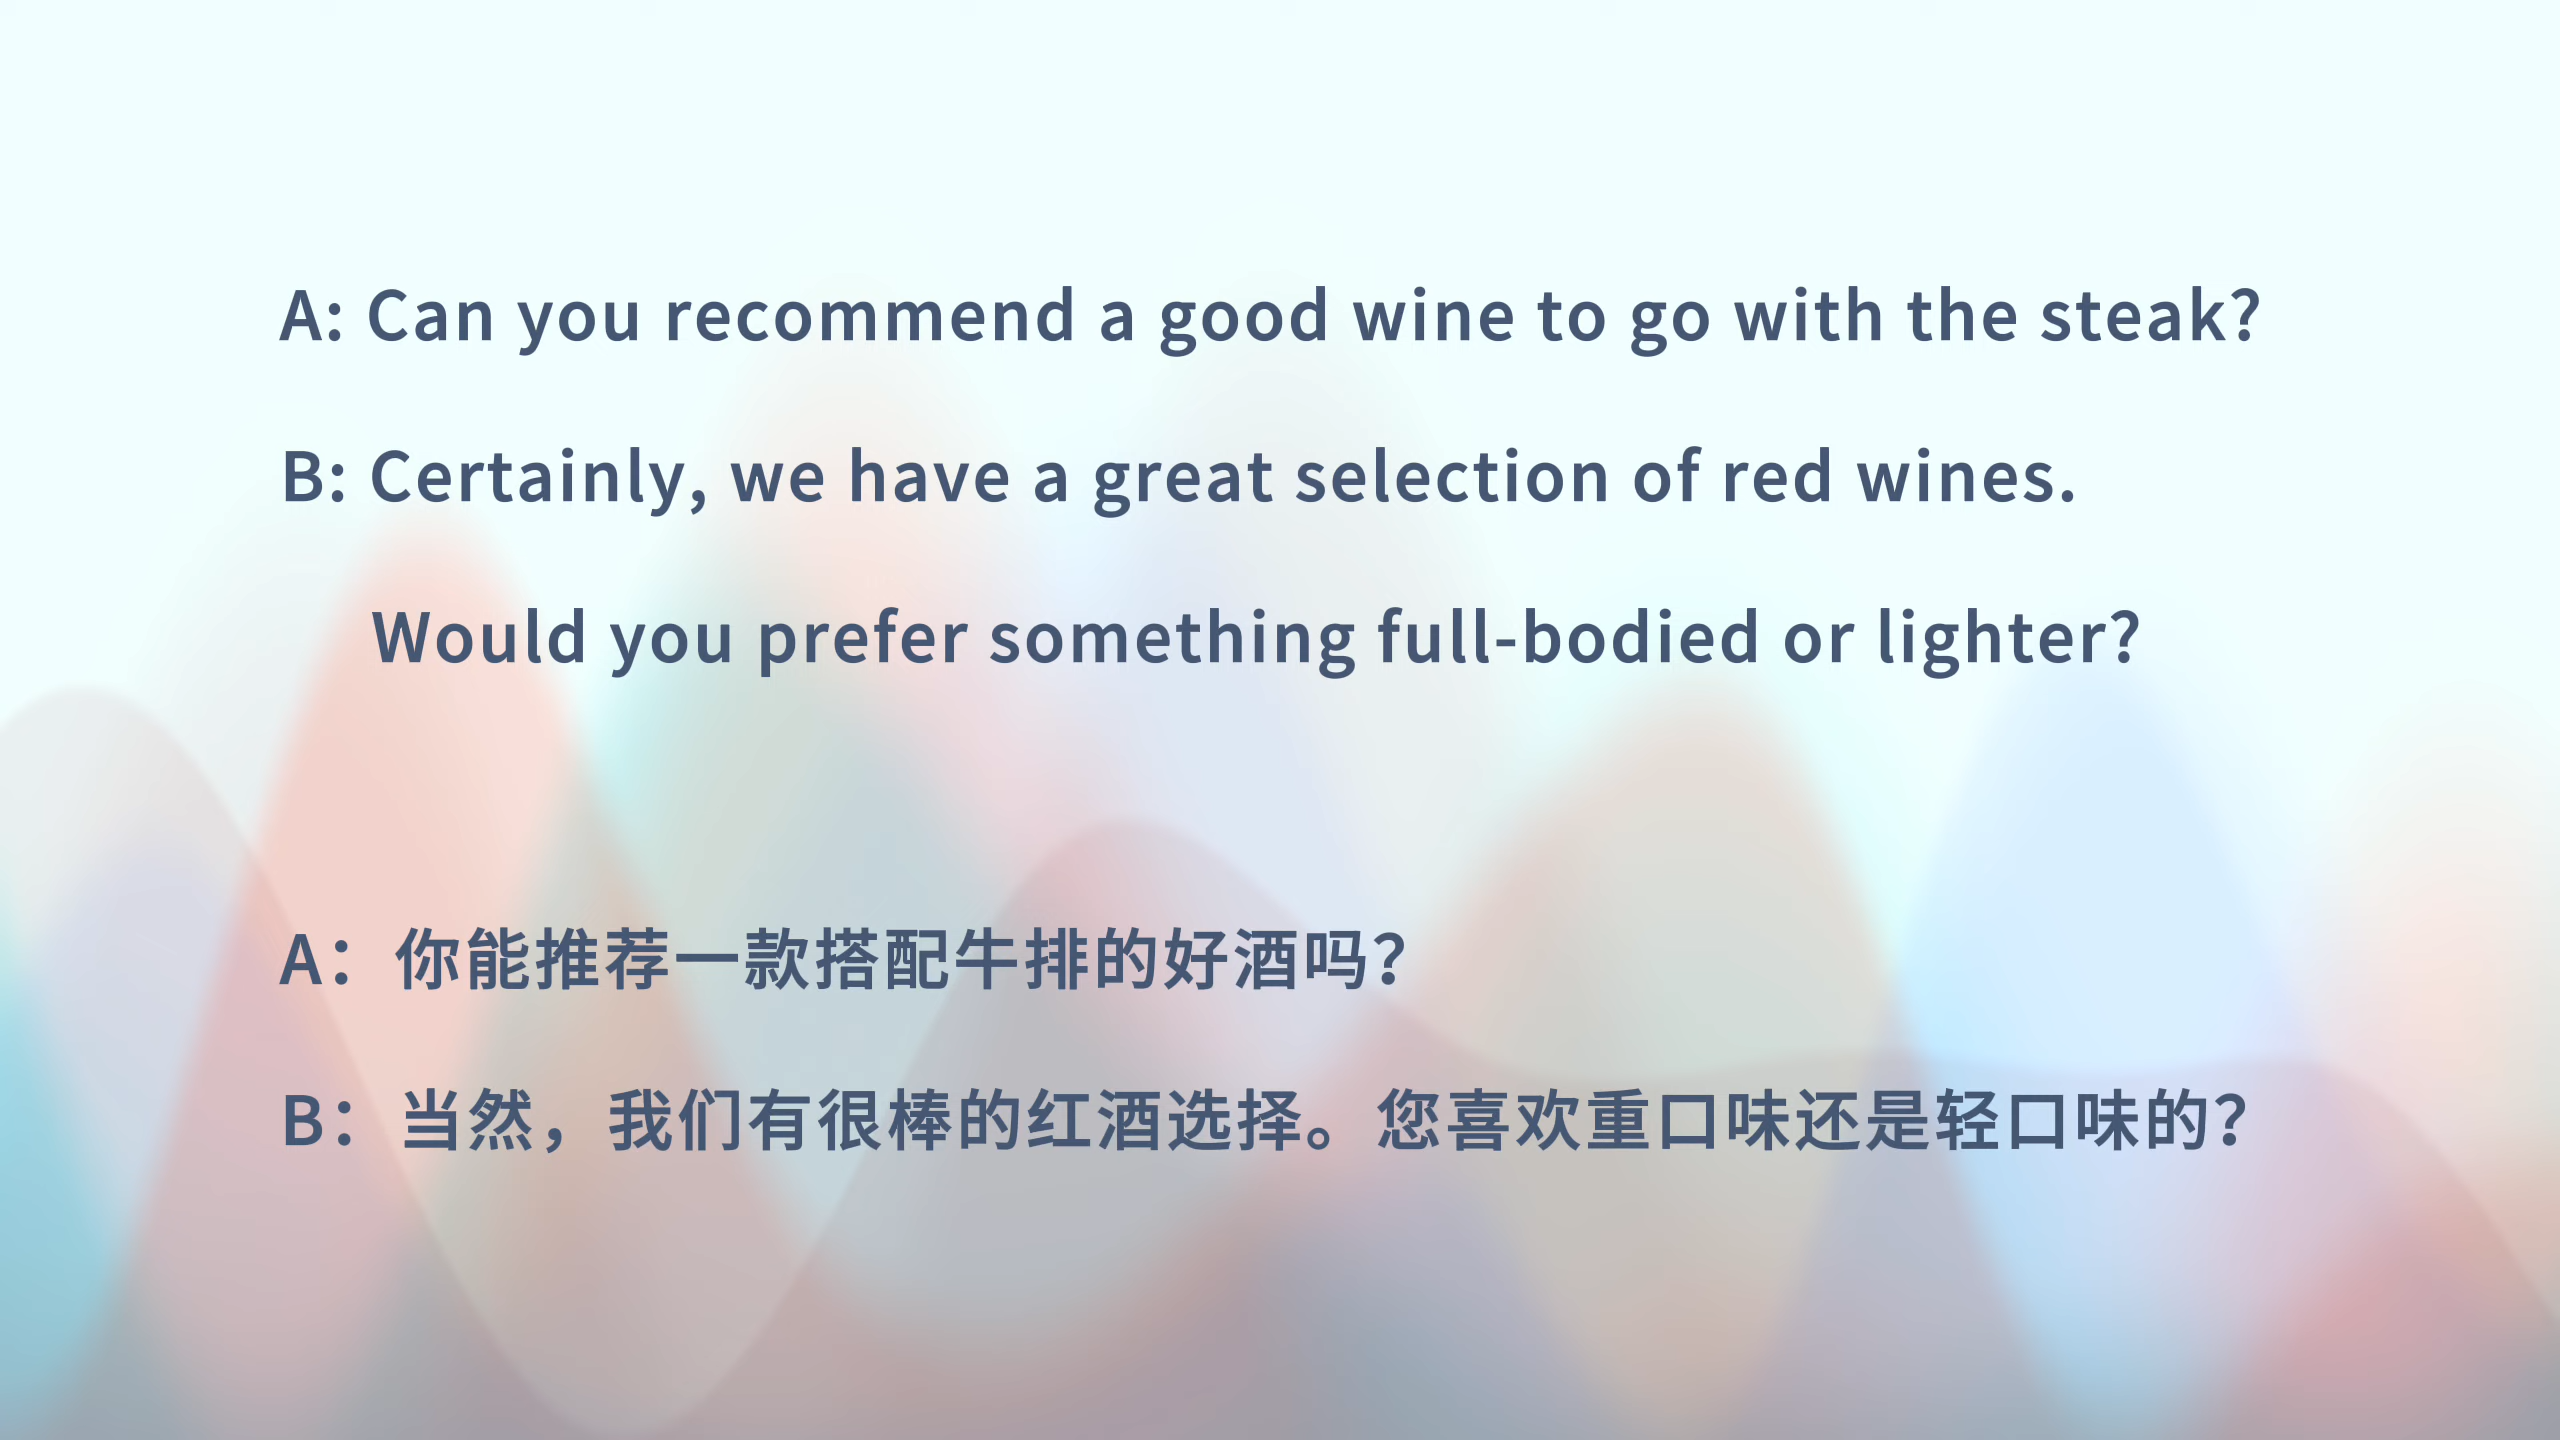 A: Can you recommend a good wine to go with the steak?
B: Certainly, we have a great selection of red wines.
Would you prefer something full-bodied or lighter?
A：你能推荐一款搭配牛排的好酒吗？
B：当然，我们有很棒的红酒选择。您喜欢重口味还是轻口味的？